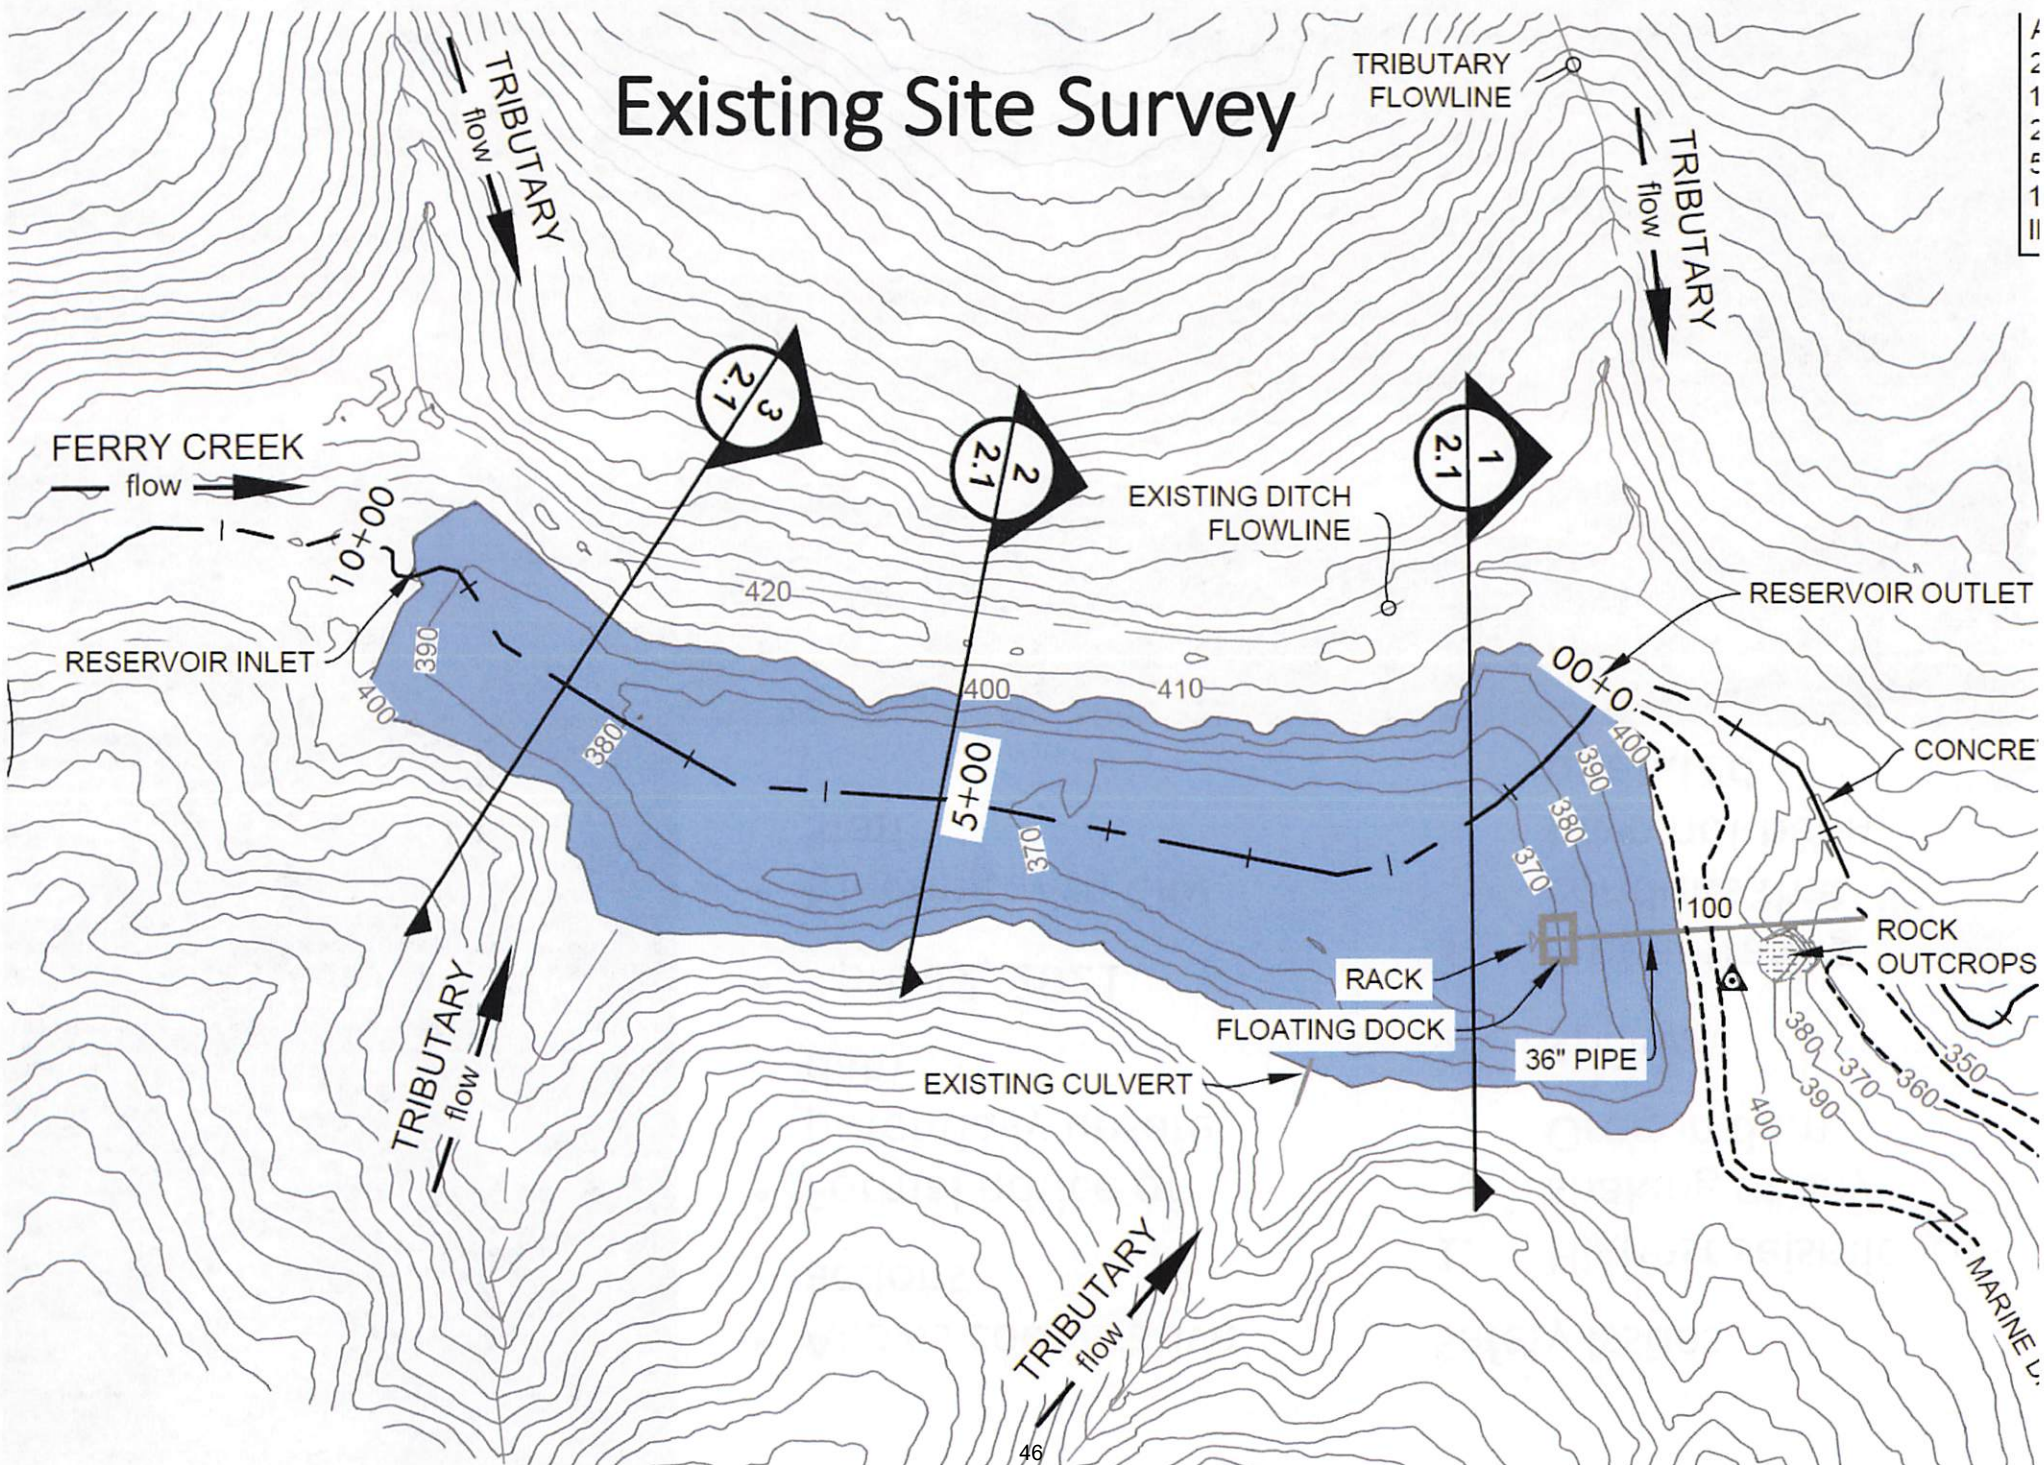 Existing Site Survey
TRIBUTARY
flow
TRIBUTARY
FLOWLINE
TRIBUTARY
flow
3
2.1
2
2.1
1
2.1
FERRY CREEK
flow
10+00
EXISTING DITCH
FLOWLINE
RESERVOIR OUTLET
420
RESERVOIR INLET
390
400
400
410
0+00
400
390
380
380
CONCRE
5+00
370
370
100
ROCK
OUTCROPS
RACK
FLOATING DOCK
36" PIPE
EXISTING CULVERT
380
370
360
350
390
400
TRIBUTARY
flow
TRIBUTARY
flow
MARINE
46